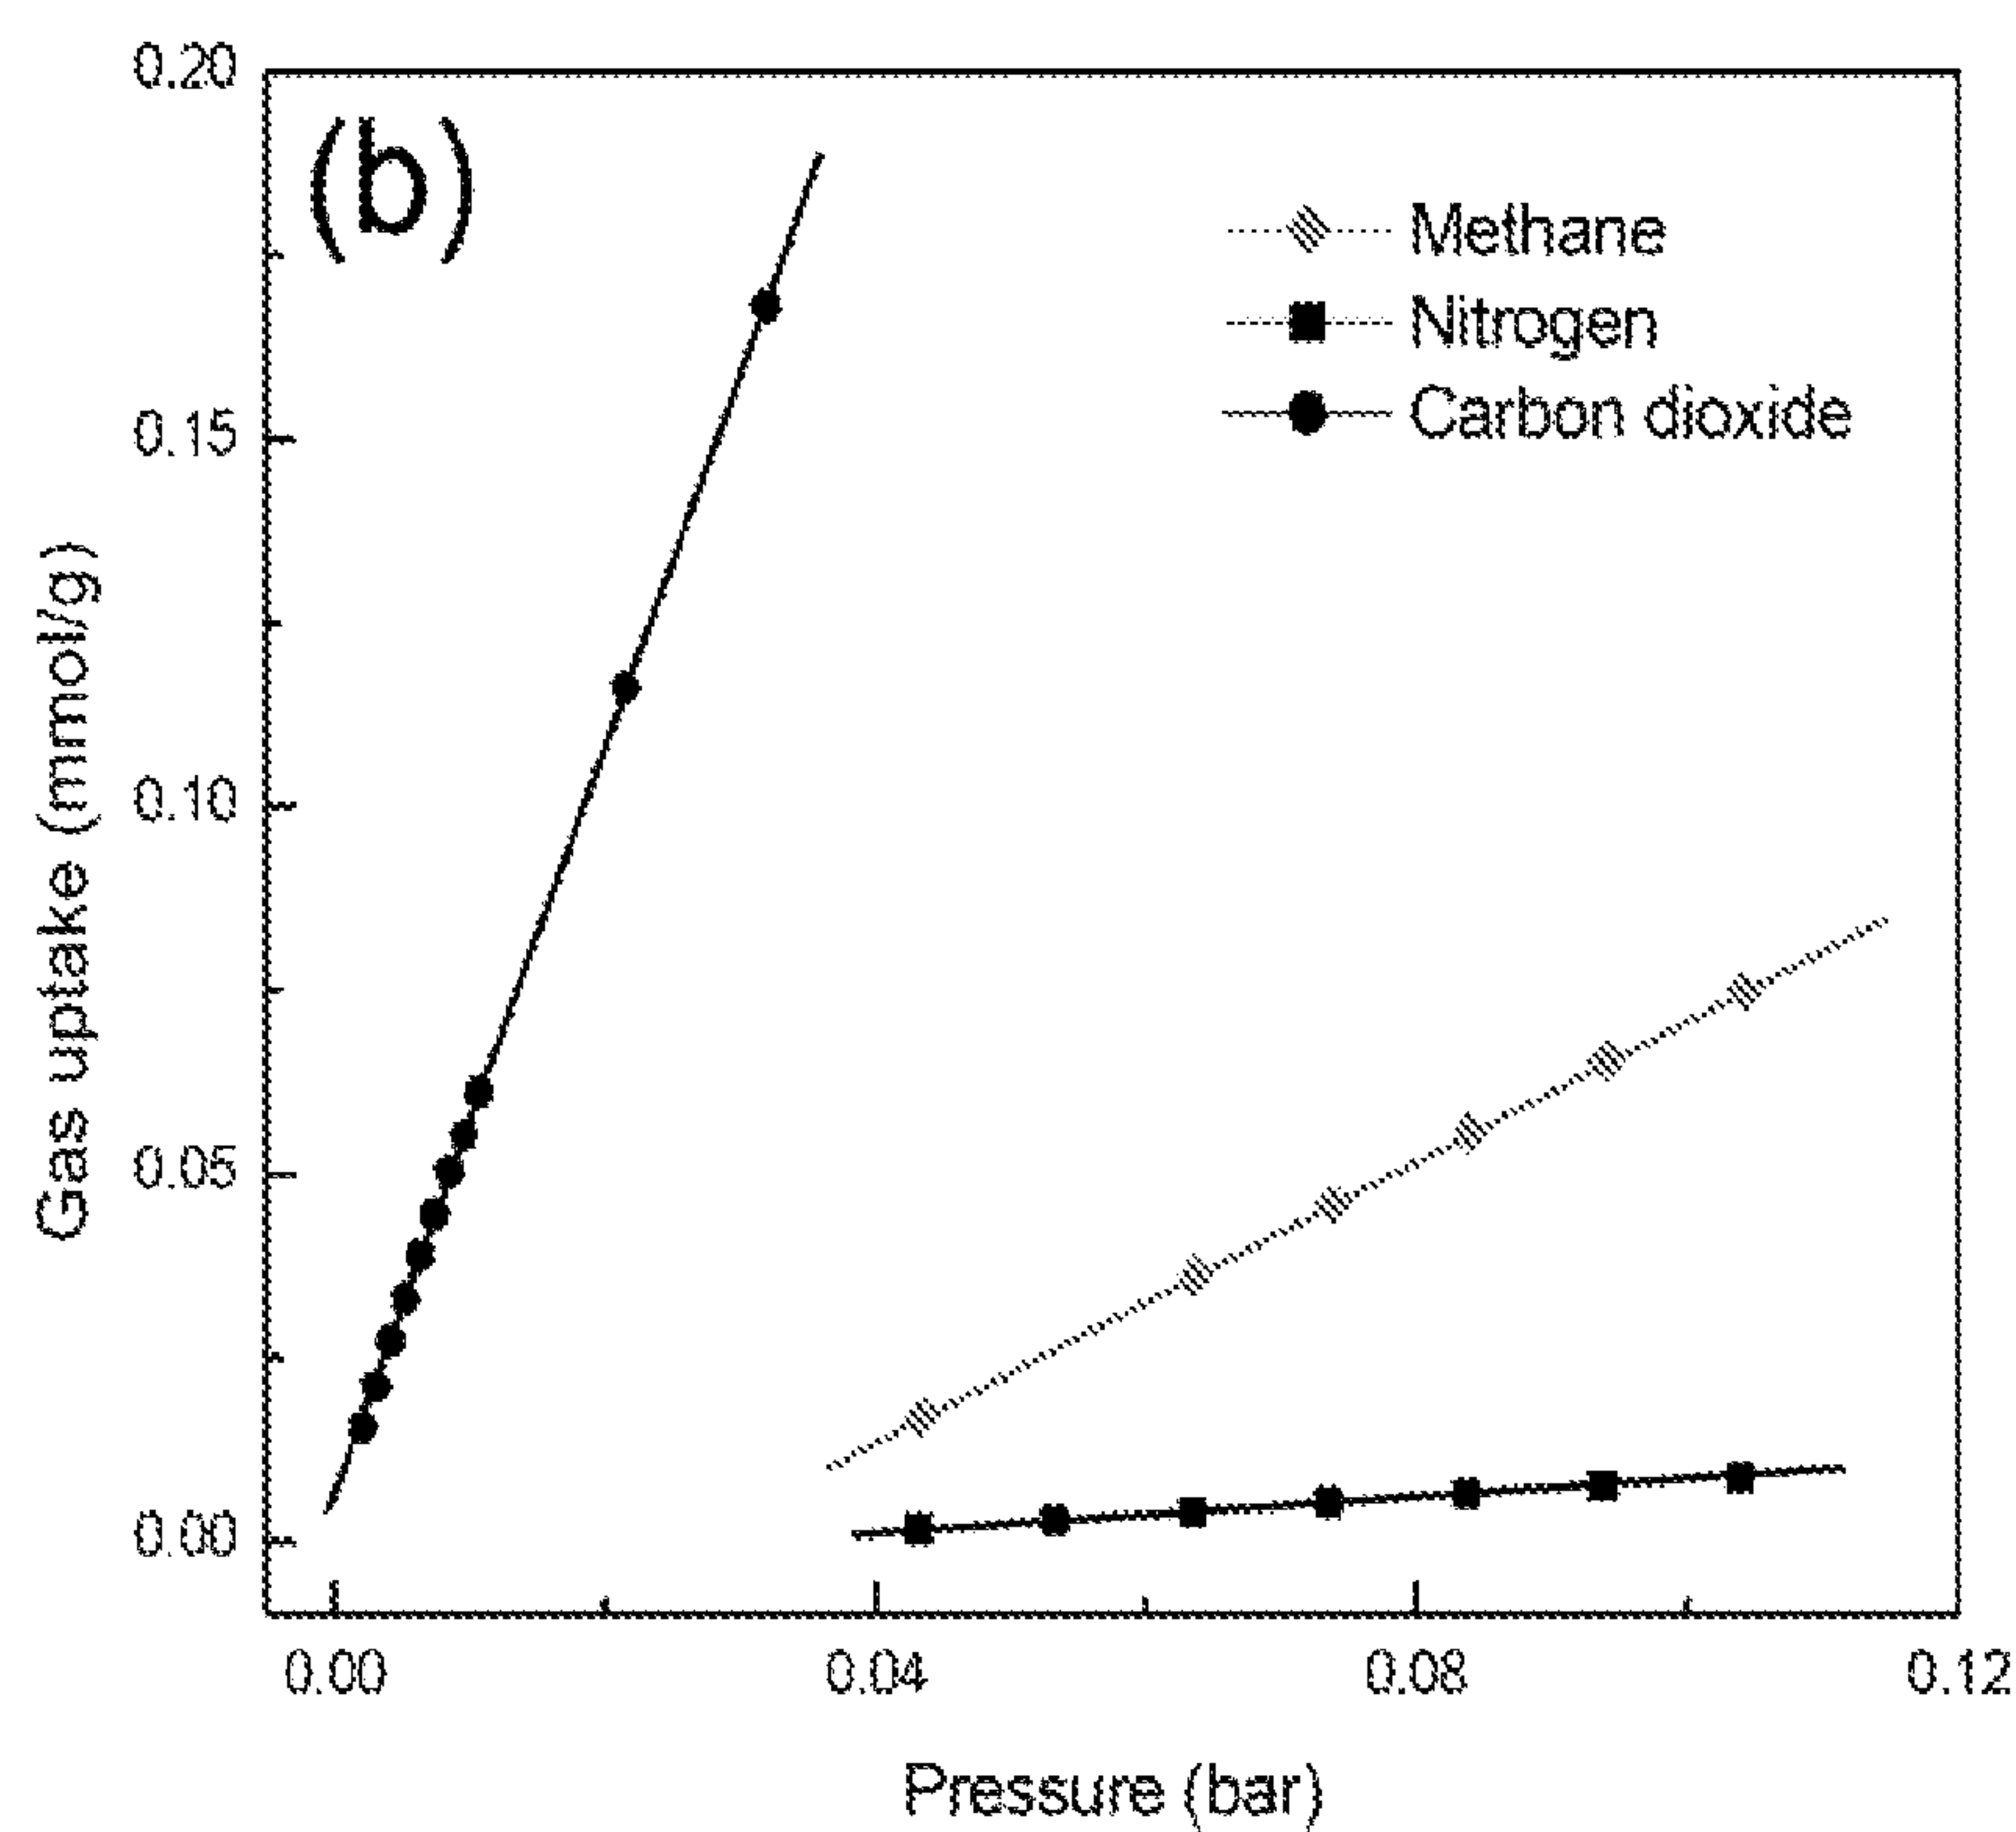 (b)
Methane
Nitrogen
Carbon dioxide
Gas uptake (mmol/g)
0.20
0.15
0.10
0.05
0.00
0.00 0.04 0.08 0.12
Pressure (bar)